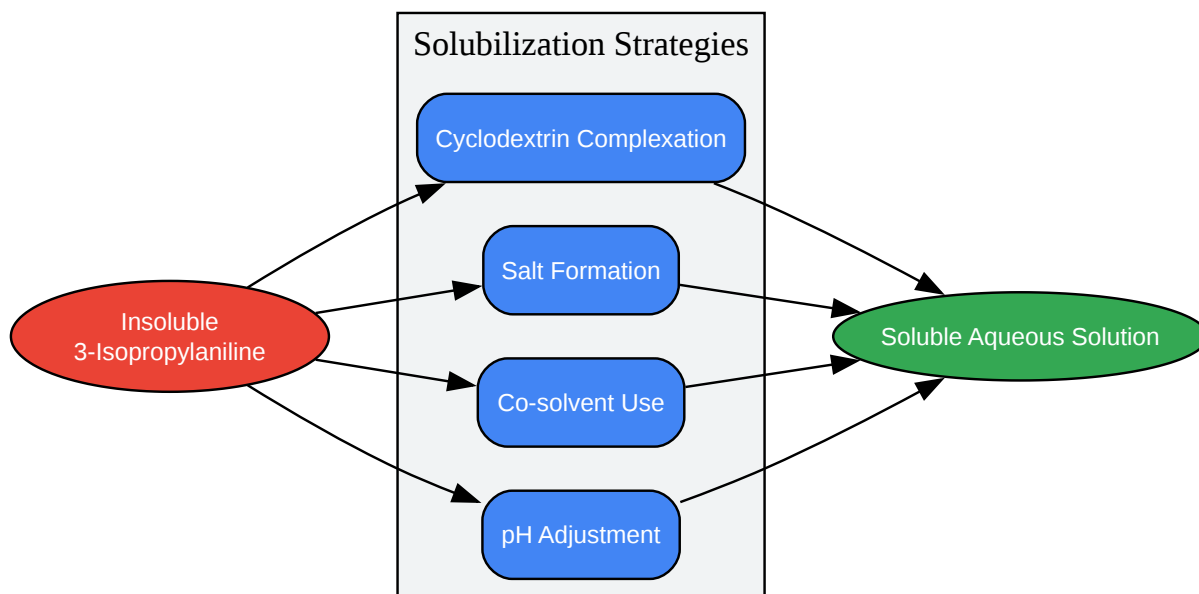 Solubilization Strategies
Cyclodextrin Complexation
Salt Formation
Insoluble
3-Isopropylaniline
Soluble Aqueous Solution
Co-solvent Use
pH Adjustment